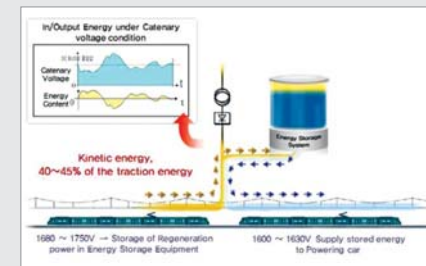 In/Output Energy under Catenary
voltage condition
Catenary
Voltage
t
Energy
Content
t
Energy Storage
System
Kinetic energy,
40~45% of the traction energy
1680 ~ 1750V → Storage of Regeneration
power in Energy Storage Equipment
1600 ~ 1630V Supply stored energy
to Powering car